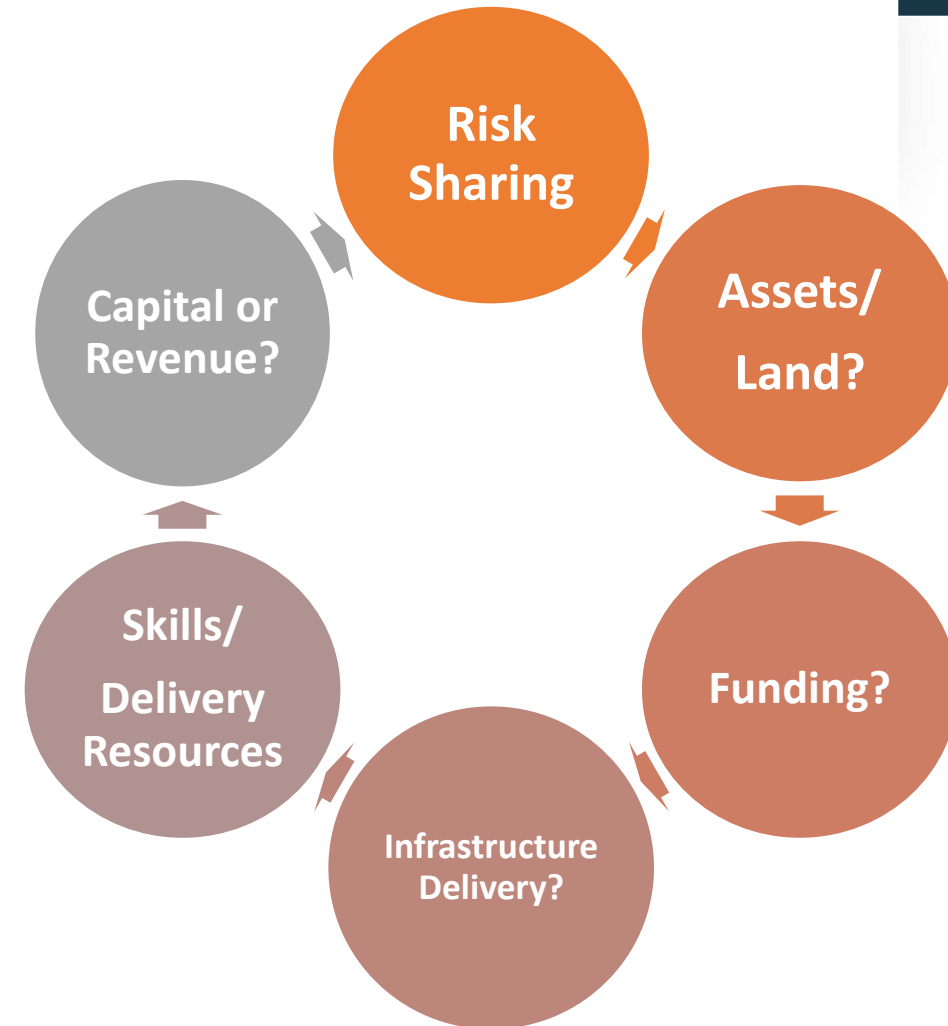 Risk
Sharing
Assets/
Land?
Funding?
Infrastructure
Delivery?
Skills/
Delivery
Resources
Capital or
Revenue?